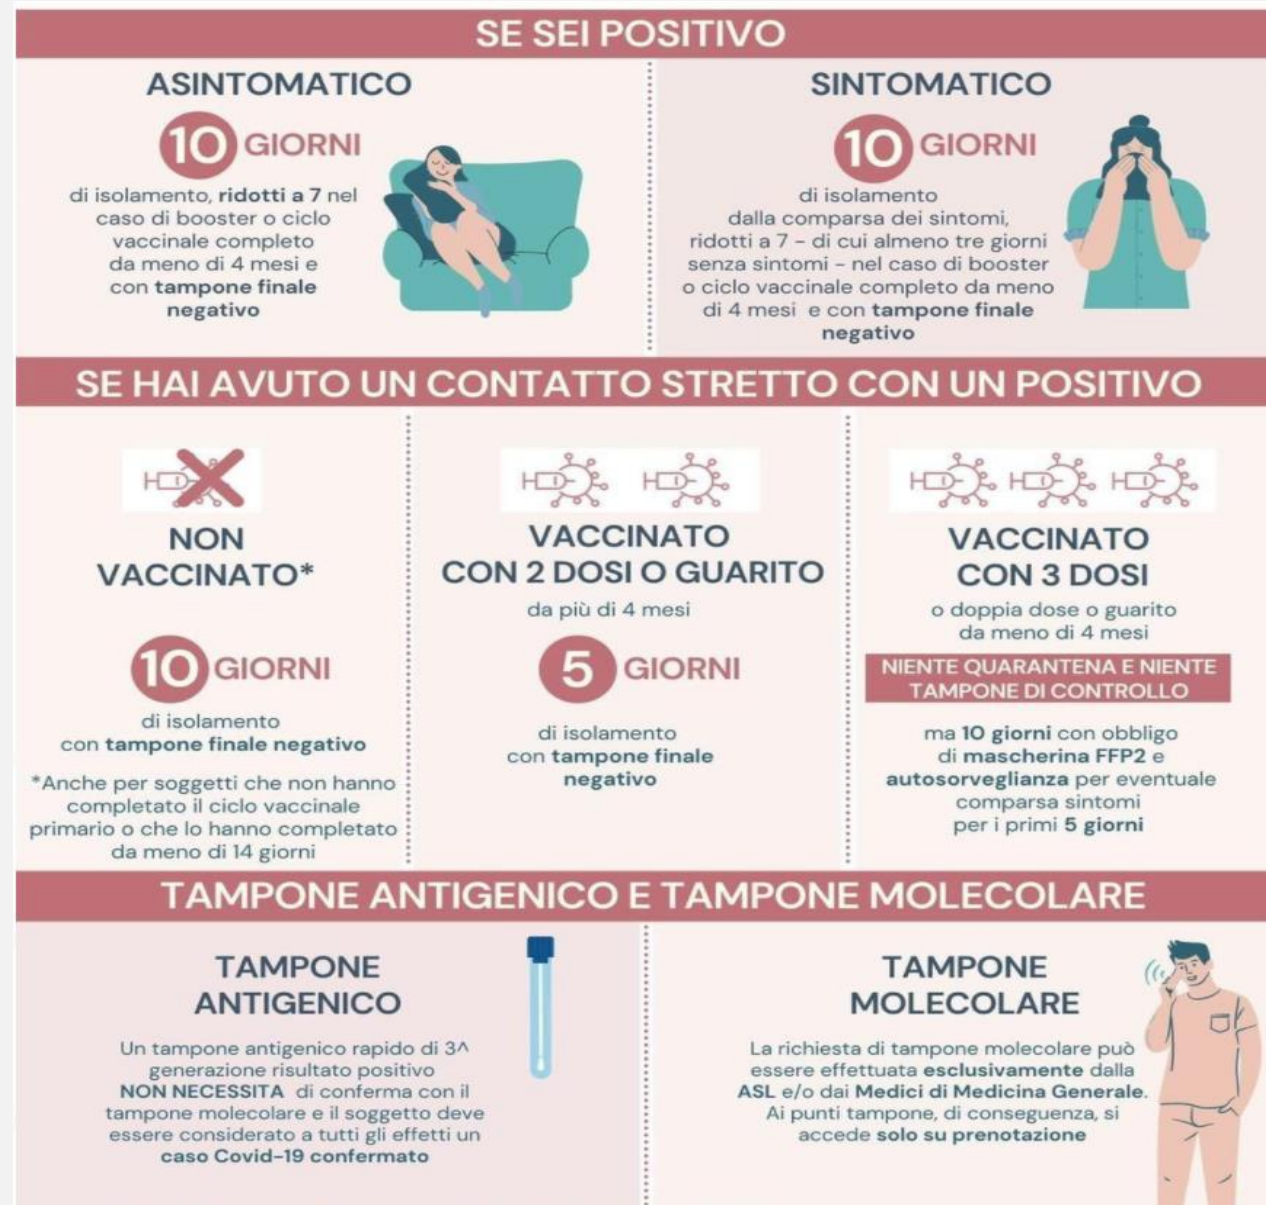 SE SEI POSITIVO
ASINTOMATICO
10 GIORNI
di isolamento, ridotti a 7 nel
caso di booster o ciclo
vaccinale completo
da meno di 4 mesi e
con tampone finale
negativo
SINTOMATICO
10 GIORNI
di isolamento
dalla comparsa dei sintomi,
ridotti a 7 - di cui almeno tre giorni
senza sintomi - nel caso di booster
o ciclo vaccinale completo da meno
di 4 mesi e con tampone finale
negativo
SE HAI AVUTO UN CONTATTO STRETTO CON UN POSITIVO
NON
VACCINATO*
10 GIORNI
di isolamento
con tampone finale negativo
*Anche per soggetti che non hanno
completato il ciclo vaccinale
primario o che lo hanno completato
da meno di 14 giorni
VACCINATO
CON 2 DOSI O GUARITO
da più di 4 mesi
5 GIORNI
di isolamento
con tampone finale
negativo
VACCINATO
CON 3 DOSI
o doppia dose o guarito
da meno di 4 mesi
NIENTE QUARANTENA E NIENTE
TAMPONE DI CONTROLLO
ma 10 giorni con obbligo
di mascherina FFP2 e
autosorveglianza per eventuale
comparsa sintomi
per i primi 5 giorni
TAMPONE ANTIGENICO E TAMPONE MOLECOLARE
TAMPONE
ANTIGENICO
Un tampone antigenico rapido di 3^
generazione risultato positivo
NON NECESSITA di conferma con il
tampone molecolare e il soggetto deve
essere considerato a tutti gli effetti un
caso Covid-19 confermato
TAMPONE
MOLECOLARE
La richiesta di tampone molecolare può
essere effettuata esclusivamente dalla
ASL e/o dai Medici di Medicina Generale.
Ai punti tampone, di conseguenza, si
accede solo su prenotazione